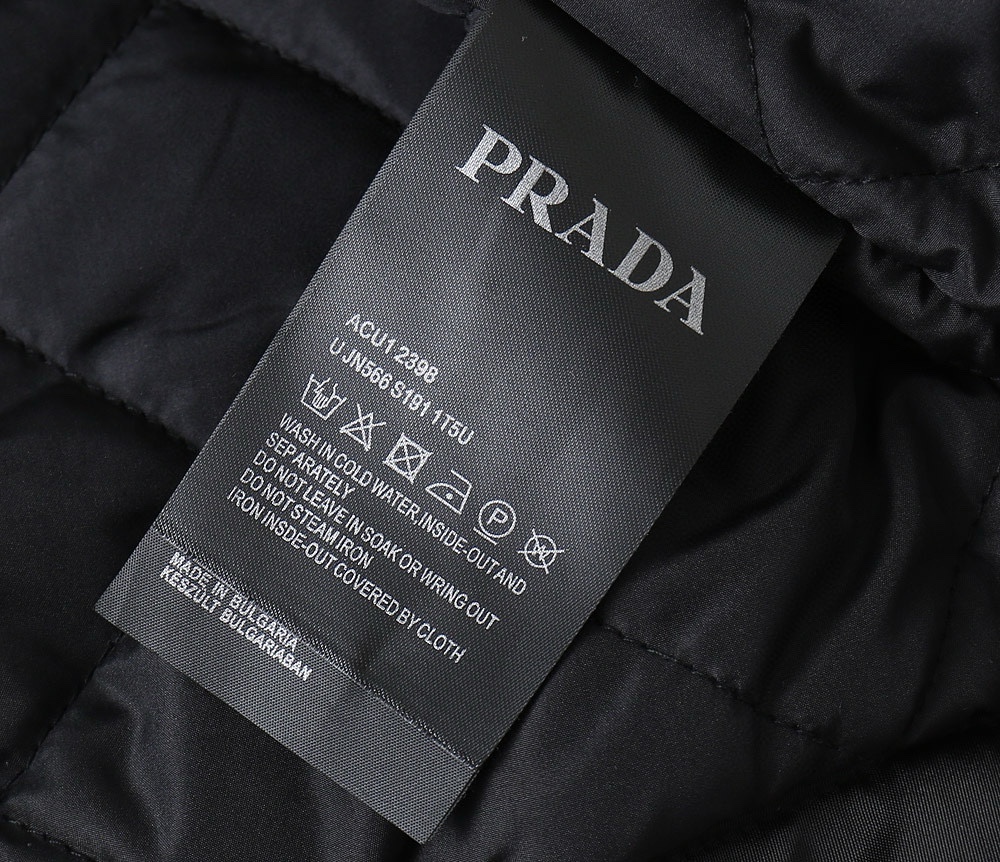 PRADA
ACU1 2398
UJN566 S191 1T5U
P
W
WASH IN COLD WATER,INSIDE-OUT AND
SEPARATELY
DO NOT LEAVE IN SOAK OR WRING OUT
DO NOT STEAM IRON
IRON INSDE-OUT COVERED BY CLOTH
MADE IN BULGARIA
KESZULT BULGARIABAN